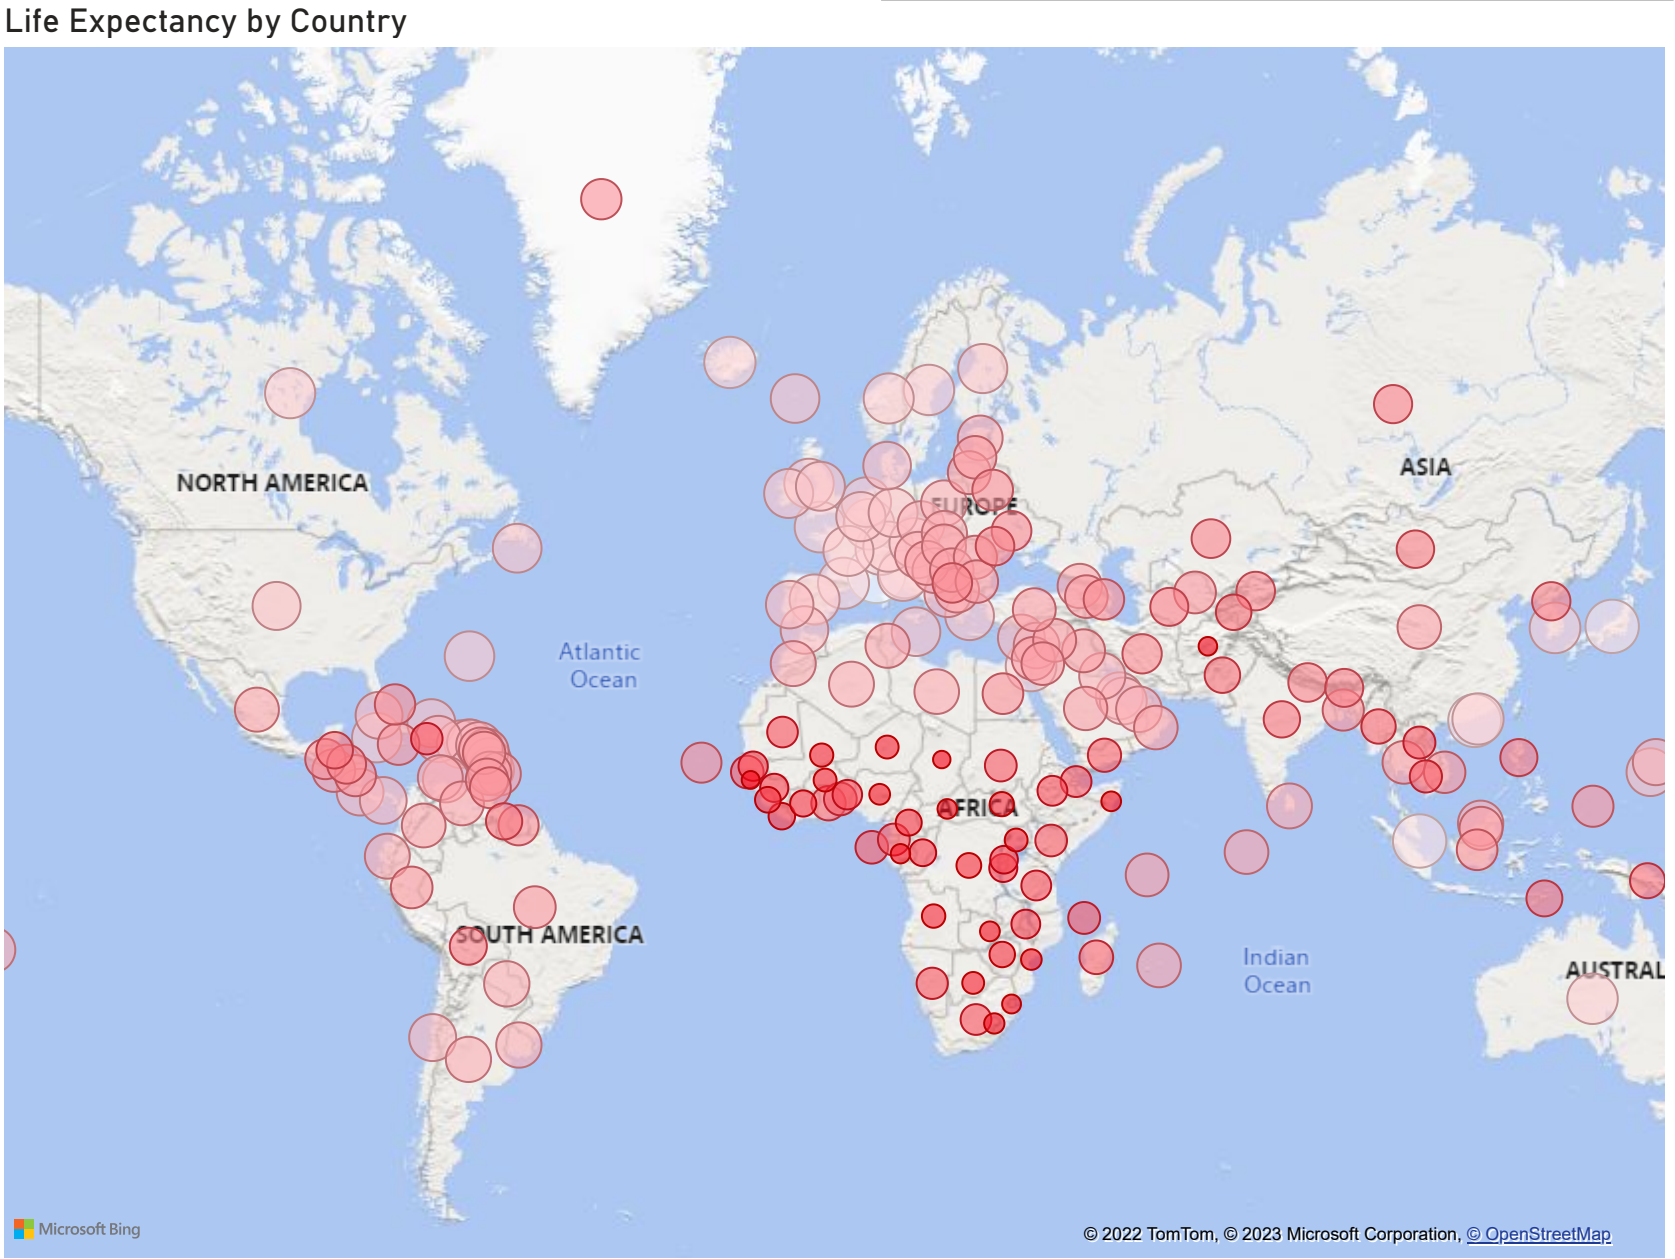 Life Expectancy by Country
NORTH AMERICA
ASIA
EUROPE
Atlantic
Ocean
AFRICA
SOUTH AMERICA
Indian
Ocean
AUSTRAL
Microsoft Bing
© 2022 TomTom, © 2023 Microsoft Corporation, © OpenStreetMap